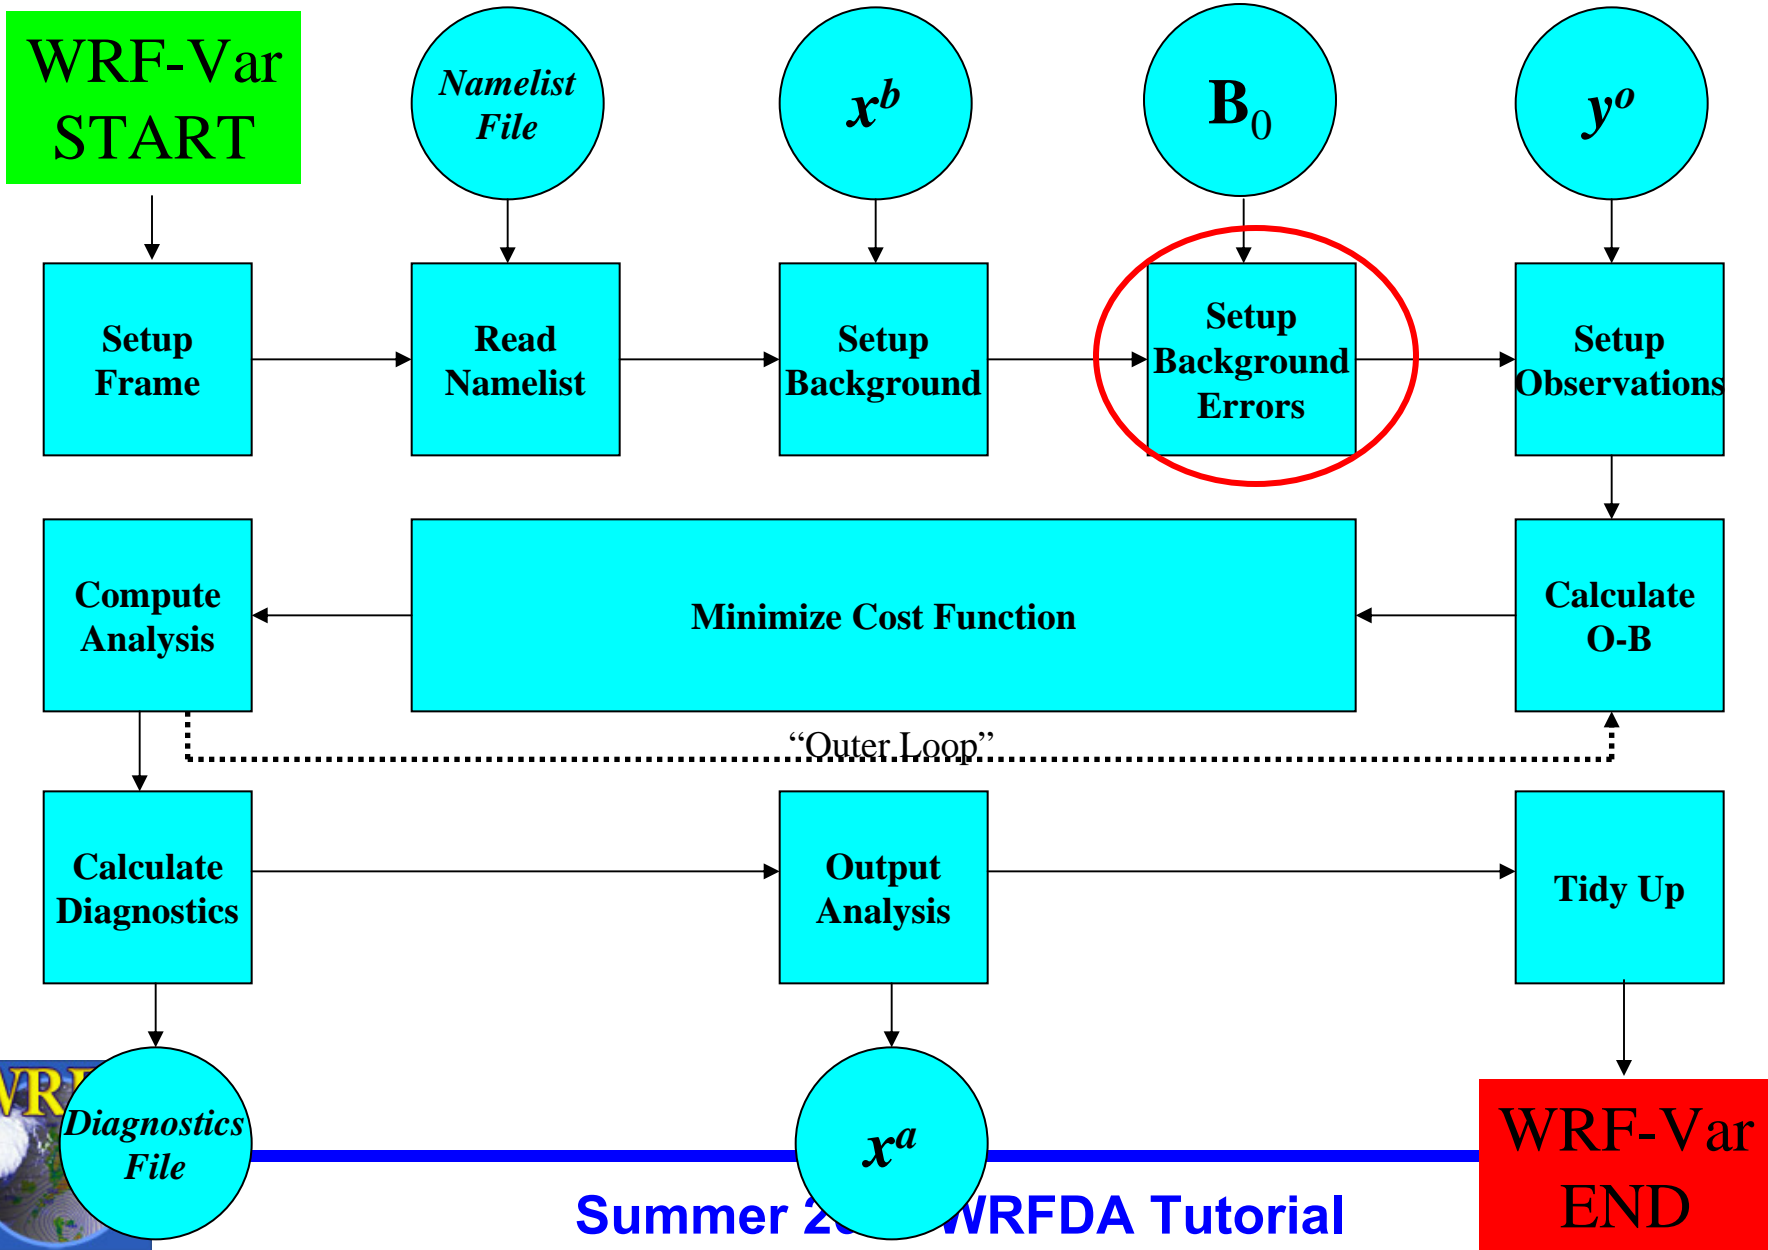 WRF-Var
START
Namelist
File
x^b
B_0
y^o
Setup
Frame
Read
Namelist
Setup
Background
Setup
Background
Errors
Setup
Observations
Compute
Analysis
Minimize Cost Function
Calculate
O-B
“Outer Loop”
Calculate
Diagnostics
Output
Analysis
Tidy Up
Diagnostics
File
x^a
WRF-Var
END
Summer WRFDA Tutorial